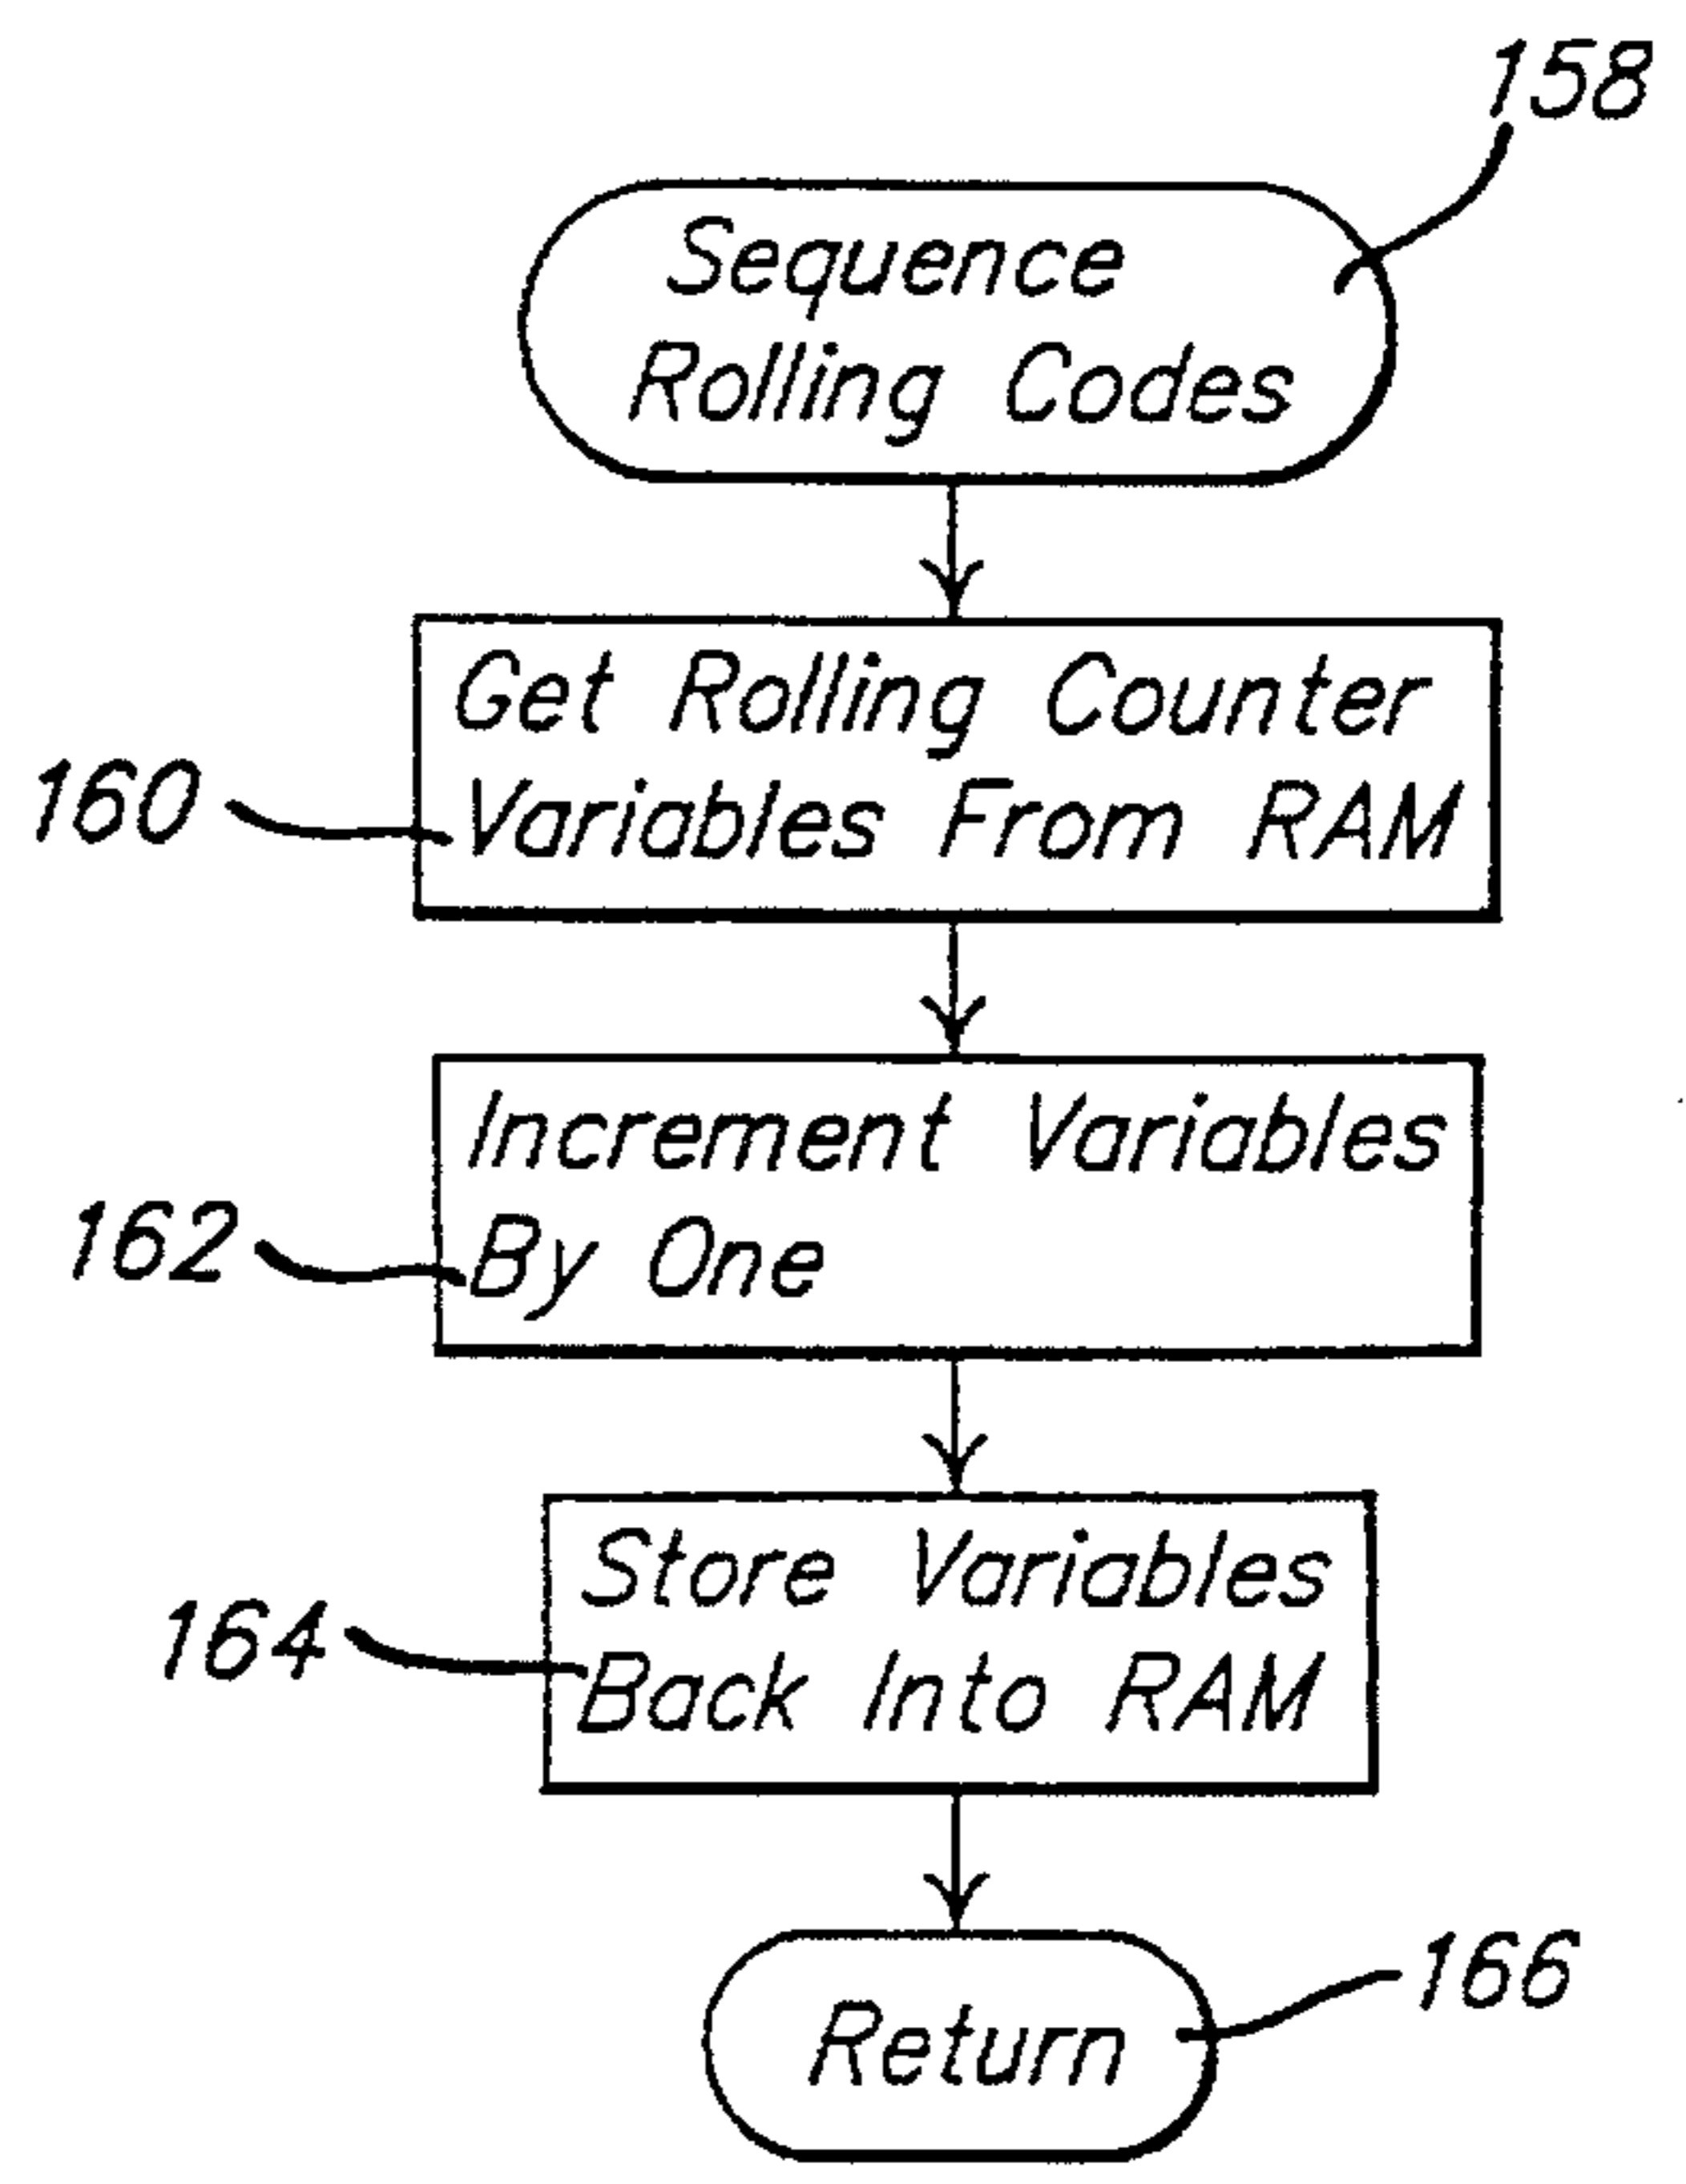 158
Sequence
Rolling Codes
Get Rolling Counter
160
Variables From RAM
Increment Variables
162
By One
Store Variables
164
Back Into RAM
166
Return